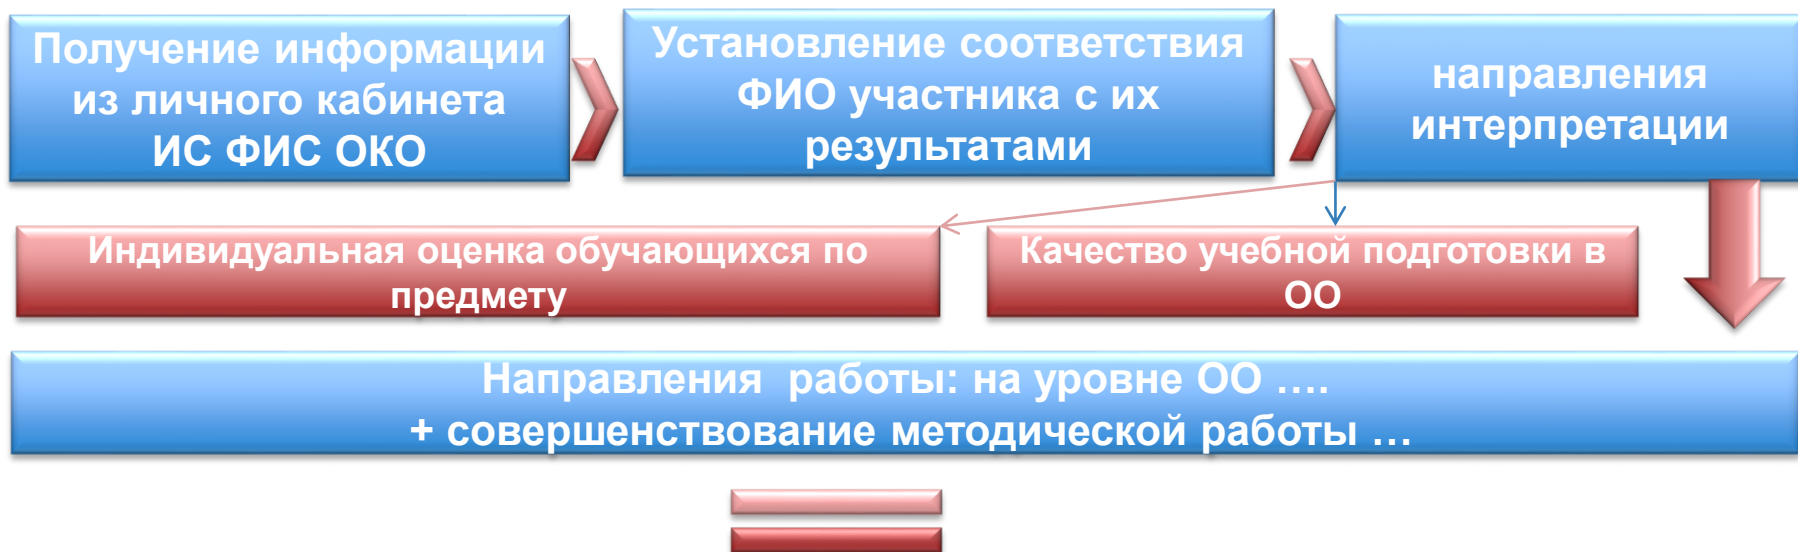 Получение информации
из личного кабинета
ИС ФИС ОКО
Установление соответствия
ФИО участника с их
результатами
направления
интерпретации
Индивидуальная оценка обучающихся по
предмету
Качество учебной подготовки в
ОО
Направления работы: на уровне ОО ….
+ совершенствование методической работы …